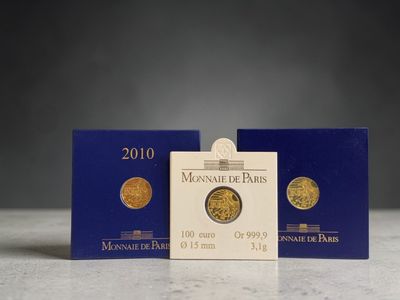 2010
MONNAIE DE PARIS
MONNAIE DE PARIS
100 euro Or 999,9
Ø 15 mm 3,1g
MONNAIE DE PARIS